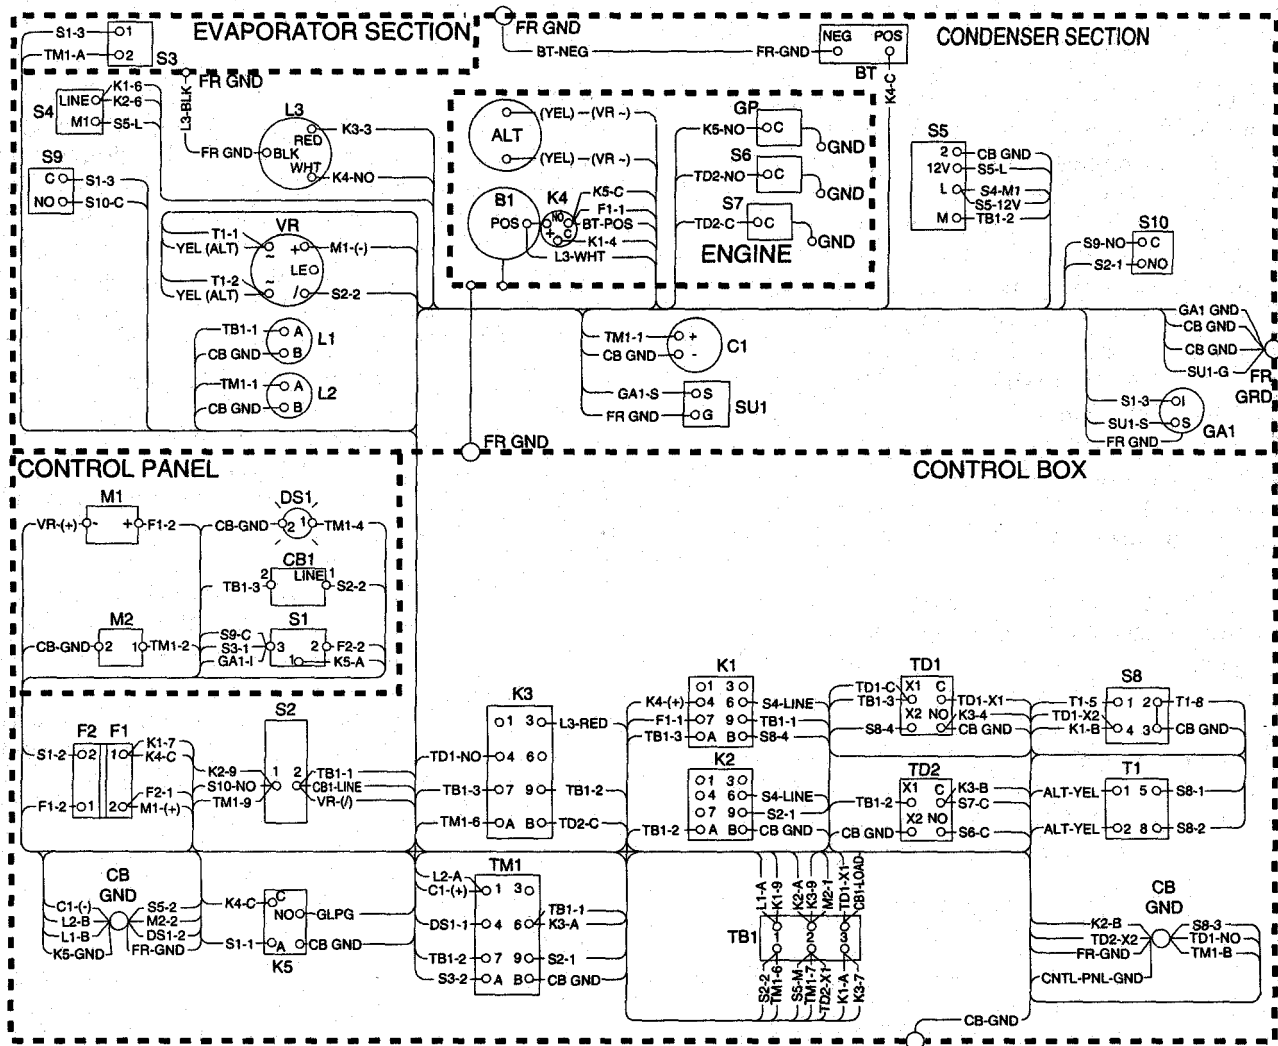 EVAPORATOR SECTION
S1-3 1
TM1-A 2
S3
FR GND
BT-NEG
FR-GND
NEG POS
BT
K4-C
CONDENSER SECTION
FR GND
L3-BLK
S4
LINE
M1
K1-6
K2-6
S5-L
L3
RED
BLK
WHT
K3-3
FR GND
K4-NO
S9
C
NO
S1-3
S10-C
ALT
(YEL) (VR ~)
(YEL) (VR ~)
B1
POS
K4
NO
C
+
K5-C
F1-1
BT-POS
K1-4
L3-WHT
GP
K5-NO C
GND
S6
TD2-NO C
GND
S7
TD2-C C
GND
ENGINE
S5
2 CB GND
12V S5-L
L S4-M1
S5-12V
M TB1-2
S10
S9-NO C
S2-1 NO
VR
T1-1
YEL (ALT)
~
+
M1-(-)
LE
T1-2
YEL (ALT)
~
/
S2-2
TB1-1 A
CB GND B
L1
TM1-1 A
CB GND B
L2
TM1-1 +
CB GND -
C1
GA1-S S
FR GND G
SU1
GA1 GND
CB GND
CB GND
SU1-G
FR
GRD
S1-3 I
SU1-S S
FR GND
GA1
FR GND
CONTROL PANEL
CONTROL BOX
M1
VR-(+) - + F1-2
DS1
CB-GND 2 1 TM1-4
CB1
TB1-3 2 LINE 1 S2-2
M2
CB-GND 2 1 TM1-2
S1
S9-C
S3-1
GA1-I
3 2 F2-2
1 K5-A
F2 F1
S1-2 2 1 K1-7
K4-C
F1-2 1 2 F2-1
M1-(+)
S2
K2-9
S10-NO
TM1-9
1 2
TB1-1
CB1-LINE
VR-(/)
K3
1 3 L3-RED
TD1-NO 4 6
TB1-3 7 9 TB1-2
TM1-6 A B TD2-C
K1
1 3
K4-(+) 4 6 S4-LINE
F1-1 7 9 TB1-1
TB1-3 A B S8-4
K2
1 3
4 6 S4-LINE
7 9 S2-1
TB1-2 A B CB GND
TD1
TD1-C X1 C TD1-X1
TB1-3
K3-4
S8-4 X2 NO CB GND
TD2
X1 C K3-B
TB1-2 S7-C
X2 NO
CB GND S6-C
S8
T1-5 1 2 T1-8
TD1-X2
K1-B 4 3 CB GND
T1
ALT-YEL 1 5 S8-1
ALT-YEL 2 8 S8-2
CB
GND
C1-(-)
L2-B
L1-B
K5-GND
S5-2
M2-2
DS1-2
FR-GND
K4-C C
NO GLPG
S1-1 A CB GND
K5
TM1
L2-A
C1-(+) 1 3
DS1-1 4 6 TB1-1
K3-A
TB1-2 7 9 S2-1
S3-2 A B CB GND
L1-A
K1-9
K2-A
K3-9
M2-1
TD1-X1
CB1-LOAD
TB1
1 2 3
S2-2
TM1-6
S5-M
TM1-7
TD2-X1
K1-A
K3-7
CB
GND
K2-B
TD2-X2
FR-GND
CNTL-PNL-GND
S8-3
TD1-NO
TM1-B
CB-GND